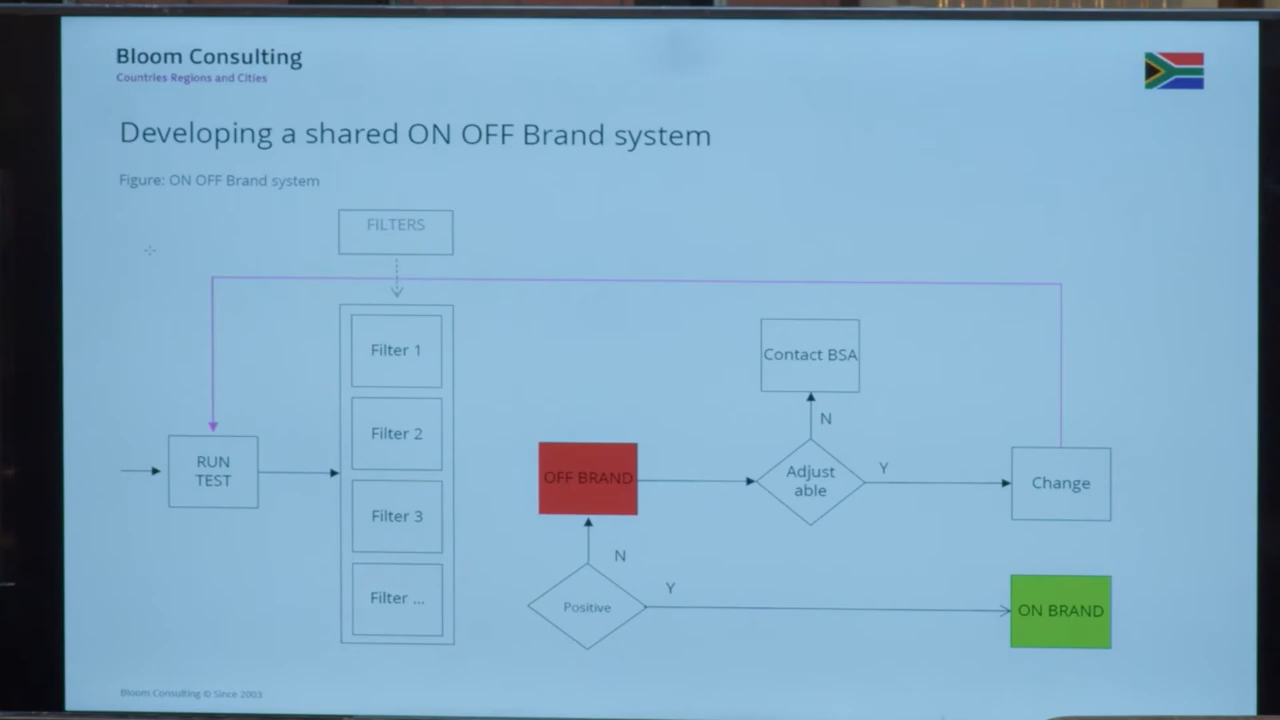 Bloom Consulting
Countries Regions and Cities
Developing a shared ON OFF Brand system
Figure: ON OFF Brand system
FILTERS
Filter 1
Filter 2
Filter 3
Filter ...
RUN
TEST
OFF BRAND
N
Positive
Y
Contact BSA
N
Adjust
able
Y
Change
ON BRAND
Bloom Consulting © Since 2003